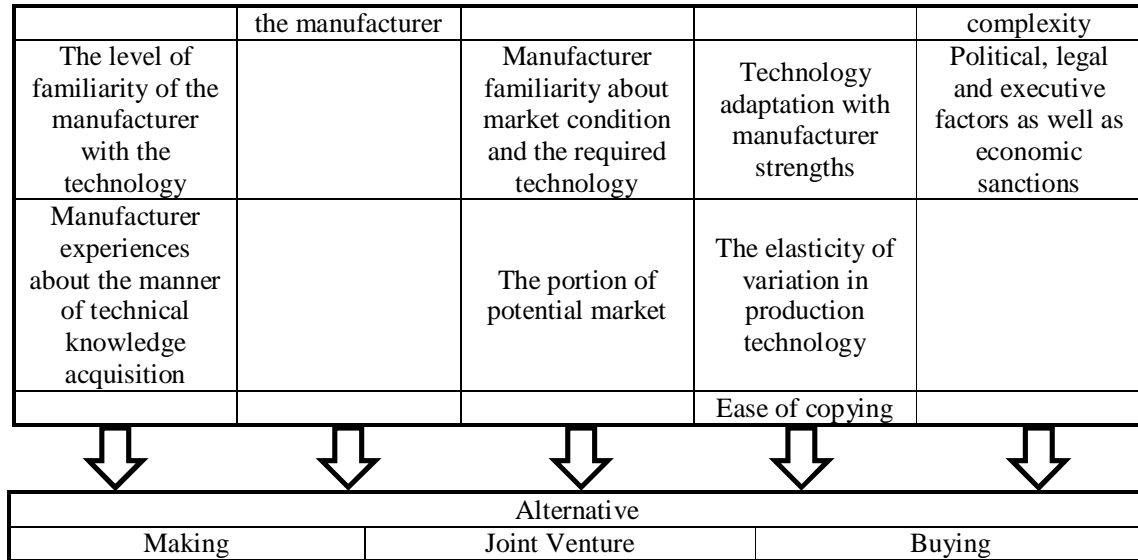 the manufacturer
complexity
The level of
familiarity of the
manufacturer
with the
technology
Manufacturer
familiarity about
market condition
and the required
technology
Technology
adaptation with
manufacturer
strengths
Political, legal
and executive
factors as well as
economic
sanctions
Manufacturer
experiences
about the manner
of technical
knowledge
acquisition
The portion of
potential market
The elasticity of
variation in
production
technology
Ease of copying
Alternative
Making
Joint Venture
Buying